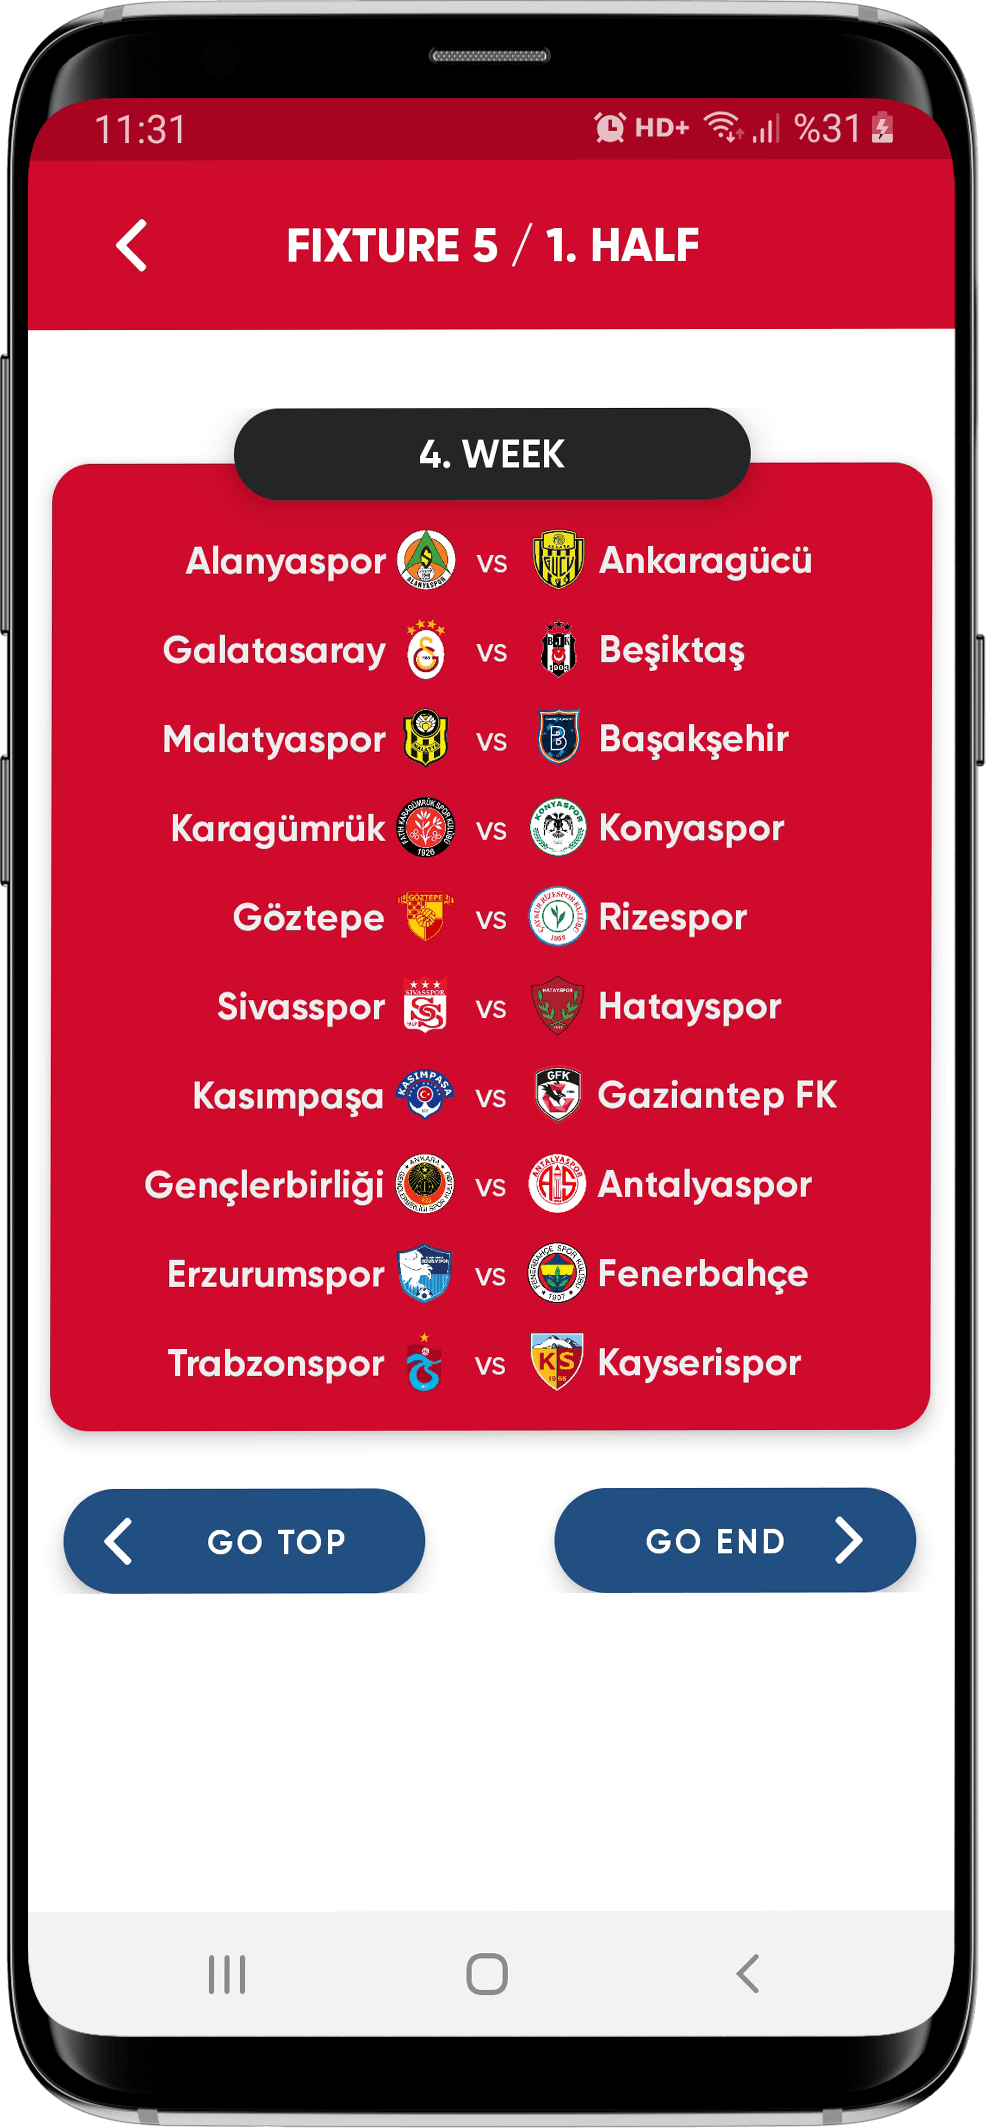 11:31 HD+ %31
FIXTURE 5 / 1. HALF
4. WEEK
Alanyaspor vs Ankaragücü
Galatasaray vs Beşiktaş
Malatyaspor vs Başakşehir
Karagümrük vs Konyaspor
Göztepe vs Rizespor
Sivasspor vs Hatayspor
Kasımpaşa vs Gaziantep FK
Gençlerbirliği vs Antalyaspor
Erzurumspor vs Fenerbahçe
Trabzonspor vs Kayserispor
GO TOP
GO END